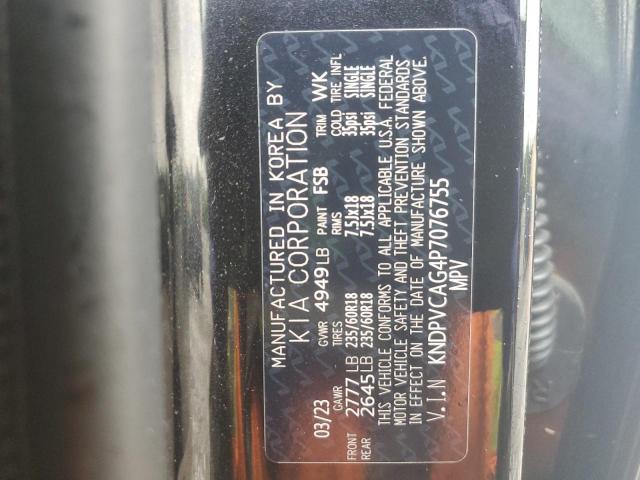 MANUFACTURED IN KOREA BY
KIA CORPORATION
03/23 GVWR 4949LB PAINT FSB TRIM WK
GAWR TIRES RIMS COLD TIRE INFL
FRONT 2777LB 235/60R18 7.5Jx18 35psi SINGLE
REAR 2645LB 235/60R18 7.5Jx18 35psi SINGLE
THIS VEHICLE CONFORMS TO ALL APPLICABLE U.S.A. FEDERAL
MOTOR VEHICLE SAFETY AND THEFT PREVENTION STANDARDS
IN EFFECT ON THE DATE OF MANUFACTURE SHOWN ABOVE.
V.I.N KNDPVCAG4P7076755
MPV